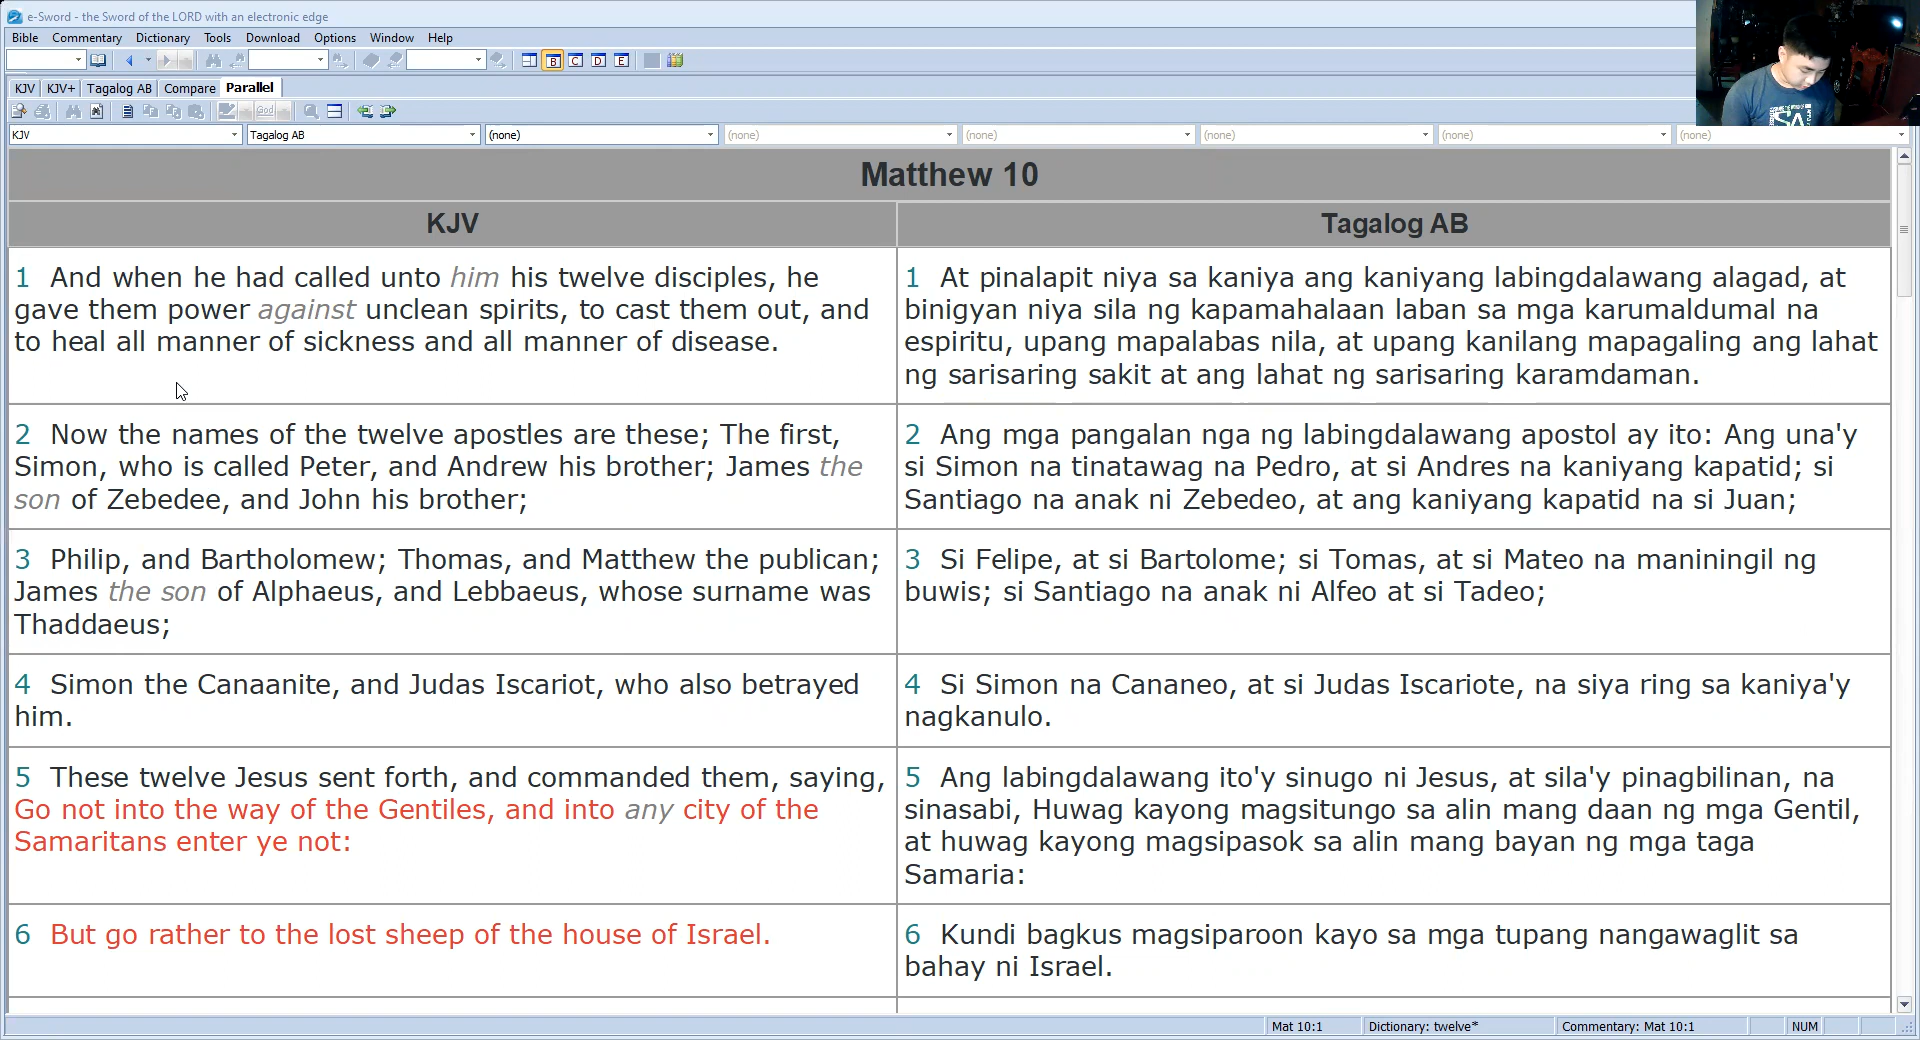 e-Sword - the Sword of the LORD with an electronic edge
Bible Commentary Dictionary Tools Download Options Window Help
B C D E
KJV KJV+ Tagalog AB Compare Parallel
God
KJV Tagalog AB (none) (none) (none) (none) (none) (none)
SA
Matthew 10
KJV
1 And when he had called unto him his twelve disciples, he
gave them power against unclean spirits, to cast them out, and
to heal all manner of sickness and all manner of disease.
2 Now the names of the twelve apostles are these; The first,
Simon, who is called Peter, and Andrew his brother; James the
son of Zebedee, and John his brother;
3 Philip, and Bartholomew; Thomas, and Matthew the publican;
James the son of Alphaeus, and Lebbaeus, whose surname was
Thaddaeus;
4 Simon the Canaanite, and Judas Iscariot, who also betrayed
him.
5 These twelve Jesus sent forth, and commanded them, saying,
Go not into the way of the Gentiles, and into any city of the
Samaritans enter ye not:
6 But go rather to the lost sheep of the house of Israel.
Tagalog AB
1 At pinalapit niya sa kaniya ang kaniyang labingdalawang alagad, at
binigyan niya sila ng kapamahalaan laban sa mga karumaldumal na
espiritu, upang mapalabas nila, at upang kanilang mapagaling ang lahat
ng sarisaring sakit at ang lahat ng sarisaring karamdaman.
2 Ang mga pangalan nga ng labingdalawang apostol ay ito: Ang una'y
si Simon na tinatawag na Pedro, at si Andres na kaniyang kapatid; si
Santiago na anak ni Zebedeo, at ang kaniyang kapatid na si Juan;
3 Si Felipe, at si Bartolome; si Tomas, at si Mateo na maniningil ng
buwis; si Santiago na anak ni Alfeo at si Tadeo;
4 Si Simon na Cananeo, at si Judas Iscariote, na siya ring sa kaniya'y
nagkanulo.
5 Ang labingdalawang ito'y sinugo ni Jesus, at sila'y pinagbilinan, na
sinasabi, Huwag kayong magsitungo sa alin mang daan ng mga Gentil,
at huwag kayong magsipasok sa alin mang bayan ng mga taga
Samaria:
6 Kundi bagkus magsiparoon kayo sa mga tupang nangawaglit sa
bahay ni Israel.
Mat 10:1 Dictionary: twelve* Commentary: Mat 10:1 NUM